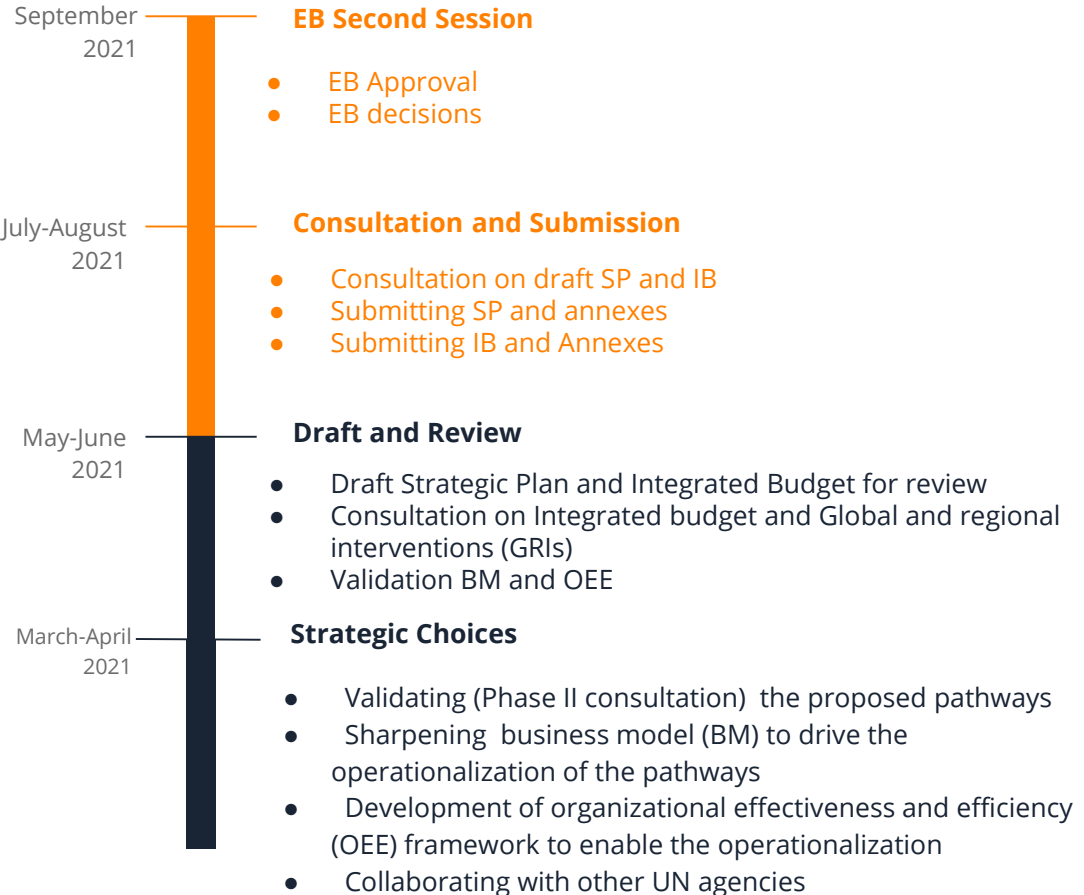 September
2021
EB Second Session
● EB Approval
● EB decisions
July-August
2021
Consultation and Submission
● Consultation on draft SP and IB
● Submitting SP and annexes
● Submitting IB and Annexes
May-June
2021
Draft and Review
● Draft Strategic Plan and Integrated Budget for review
● Consultation on Integrated budget and Global and regional
interventions (GRIs)
● Validation BM and OEE
March-April
2021
Strategic Choices
● Validating (Phase II consultation) the proposed pathways
● Sharpening business model (BM) to drive the
operationalization of the pathways
● Development of organizational effectiveness and efficiency
(OEE) framework to enable the operationalization
● Collaborating with other UN agencies